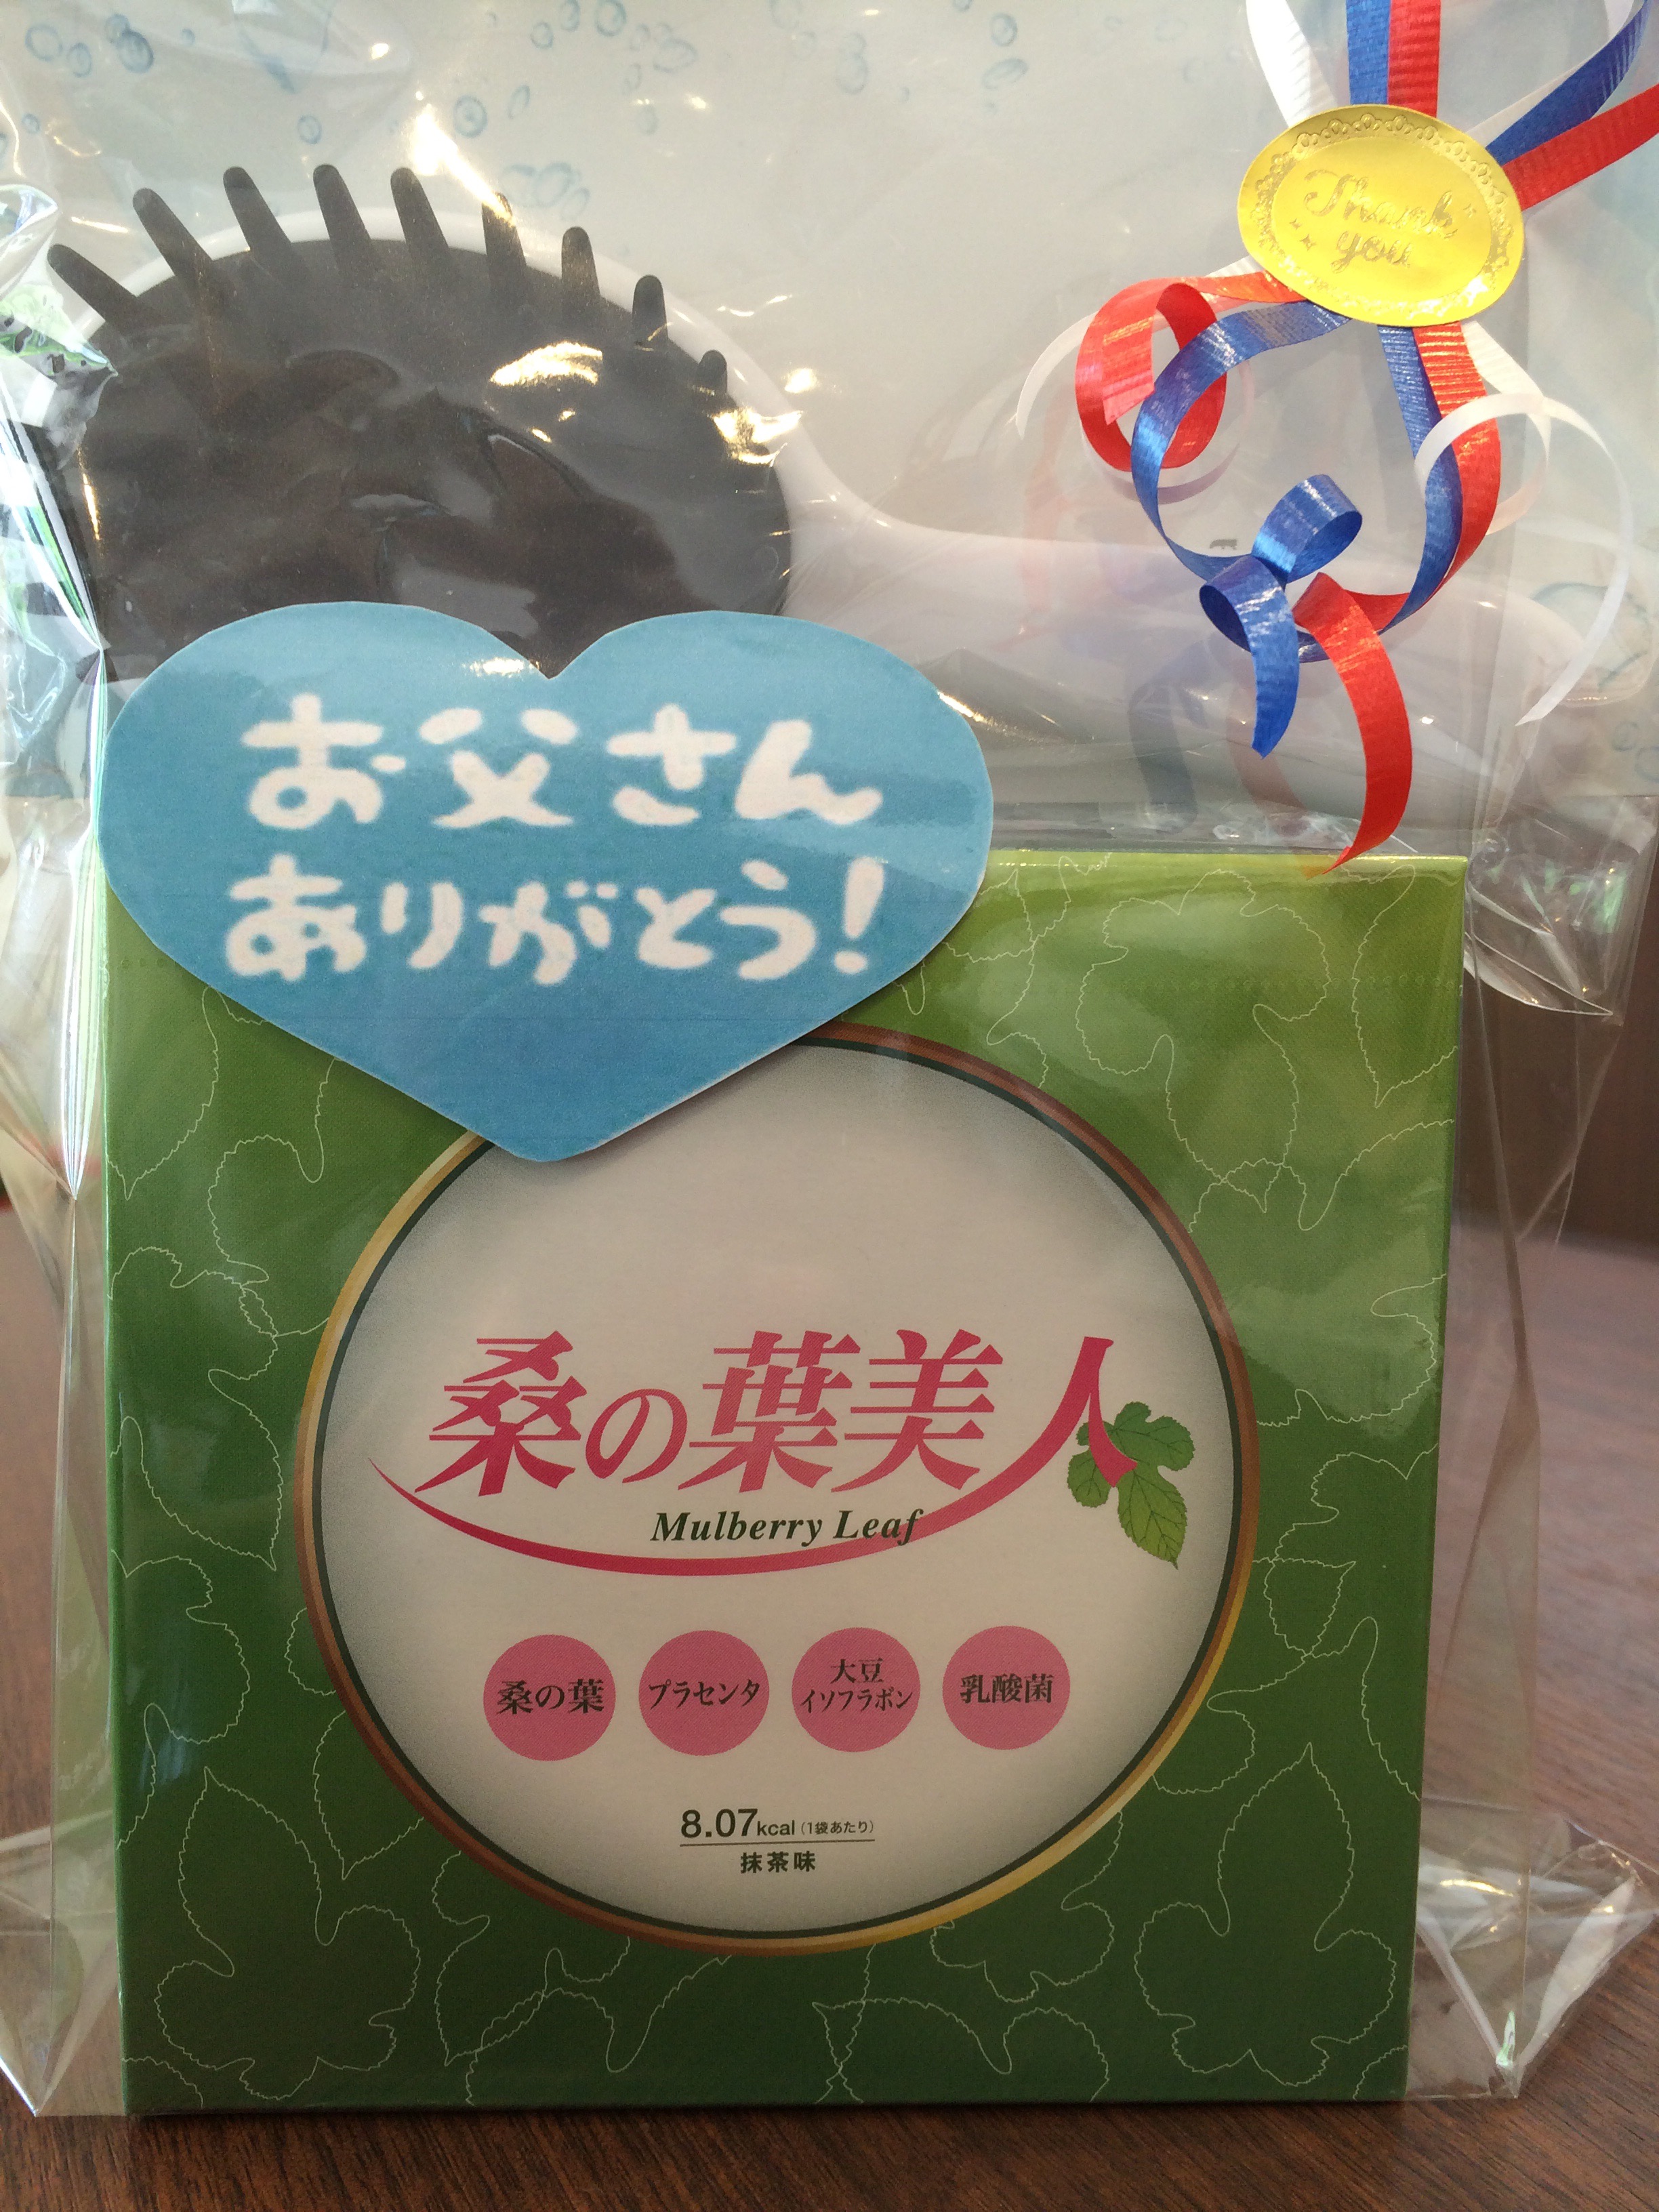 Thank
you
お父さん
ありがとう!
桑の葉美人
Mulberry Leaf
桑の葉
プラセンタ
大豆
イソフラボン
乳酸菌
8.07kcal(1袋あたり)
抹茶味